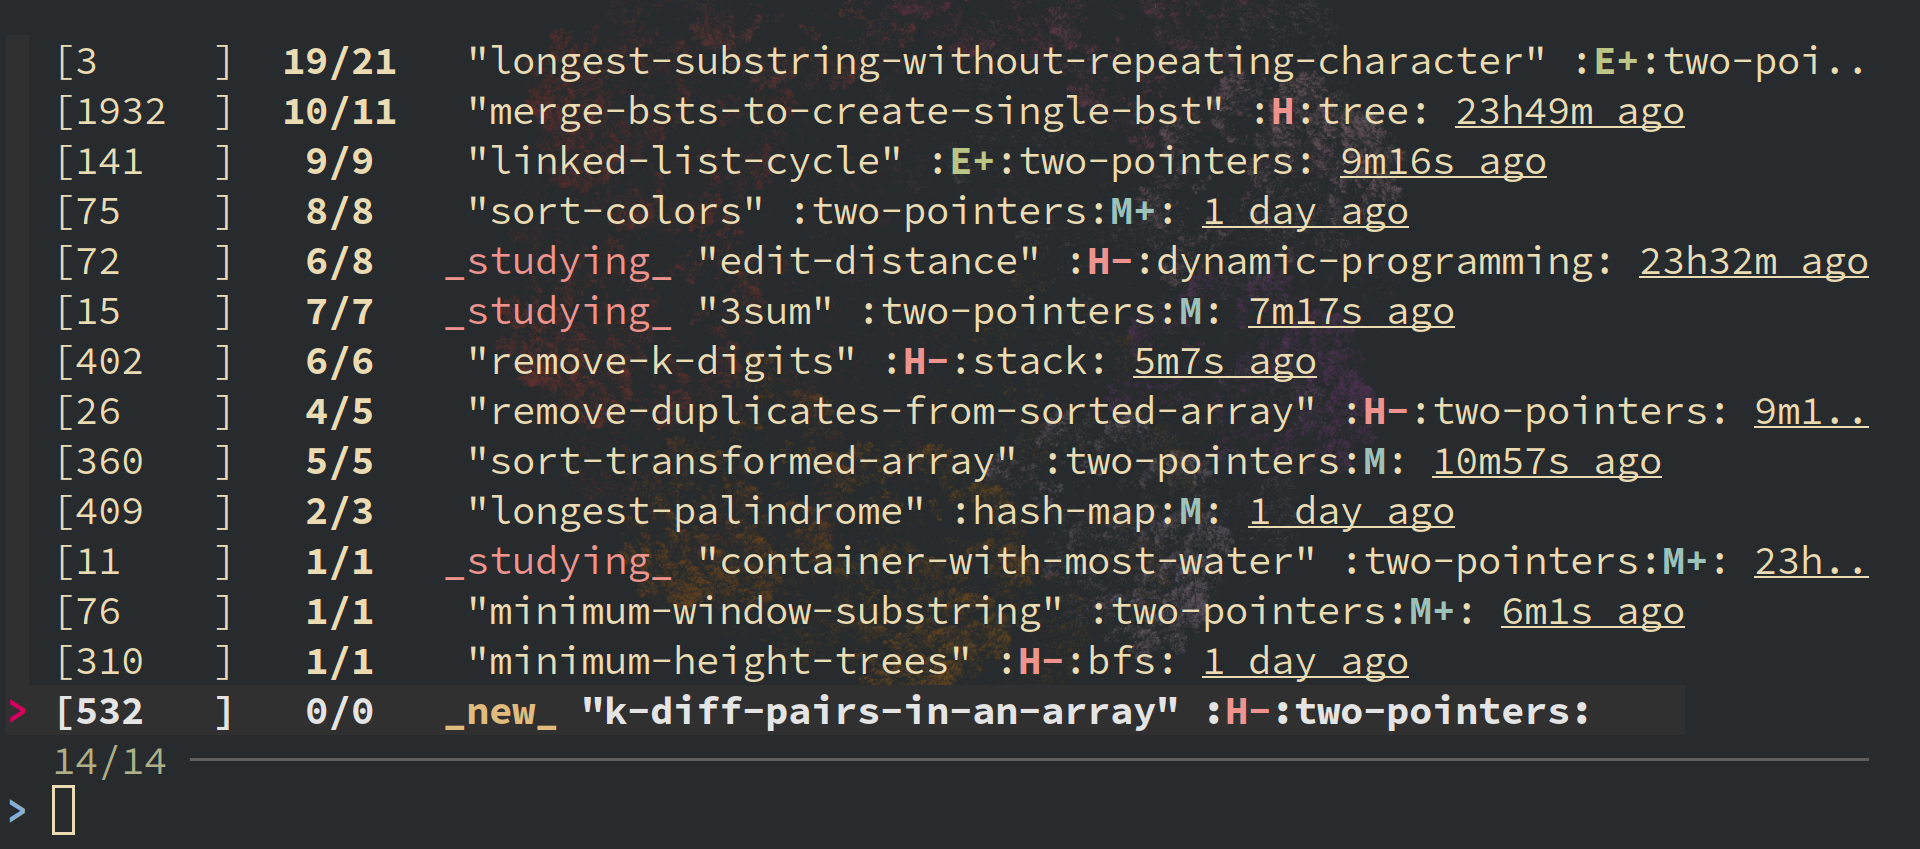 [3     ]  19/21   "longest-substring-without-repeating-character" :E+:two-poi..
[1932  ]  10/11   "merge-bsts-to-create-single-bst" :H:tree: 23h49m ago
[141   ]   9/9    "linked-list-cycle" :E+:two-pointers: 9m16s ago
[75    ]   8/8    "sort-colors" :two-pointers:M+: 1 day ago
[72    ]   6/8   _studying_ "edit-distance" :H-:dynamic-programming: 23h32m ago
[15    ]   7/7   _studying_ "3sum" :two-pointers:M: 7m17s ago
[402   ]   6/6    "remove-k-digits" :H-:stack: 5m7s ago
[26    ]   4/5    "remove-duplicates-from-sorted-array" :H-:two-pointers: 9m1..
[360   ]   5/5    "sort-transformed-array" :two-pointers:M: 10m57s ago
[409   ]   2/3    "longest-palindrome" :hash-map:M: 1 day ago
[11    ]   1/1   _studying_ "container-with-most-water" :two-pointers:M+: 23h..
[76    ]   1/1    "minimum-window-substring" :two-pointers:M+: 6m1s ago
[310   ]   1/1    "minimum-height-trees" :H-:bfs: 1 day ago
> [532   ]   0/0   _new_ "k-diff-pairs-in-an-array" :H-:two-pointers:
14/14
>